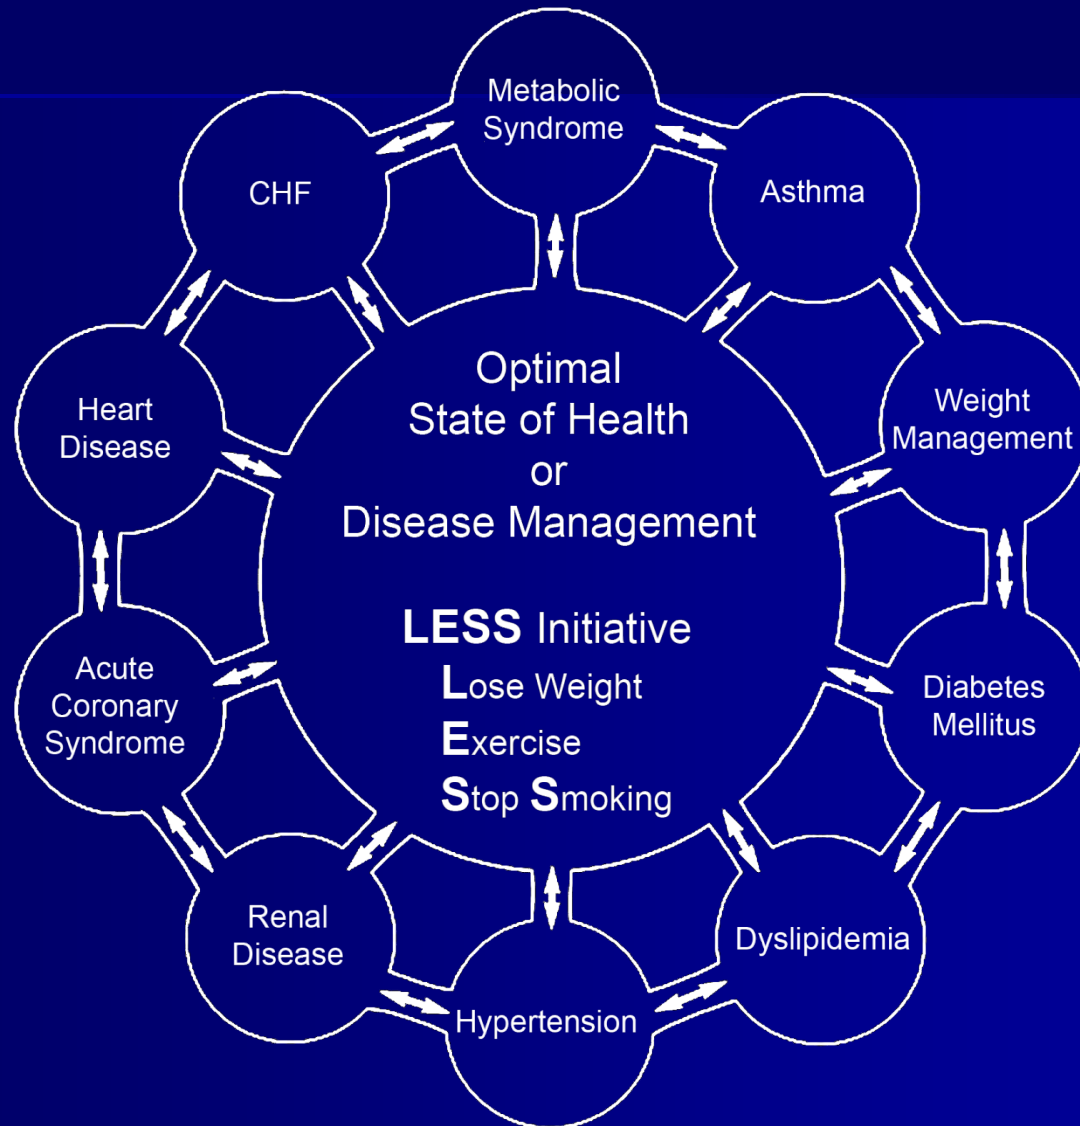 Metabolic
Syndrome
CHF
Asthma
Heart
Disease
Weight
Management
Optimal
State of Health
or
Disease Management
LESS Initiative
Lose Weight
Exercise
Stop Smoking
Acute
Coronary
Syndrome
Diabetes
Mellitus
Renal
Disease
Dyslipidemia
Hypertension